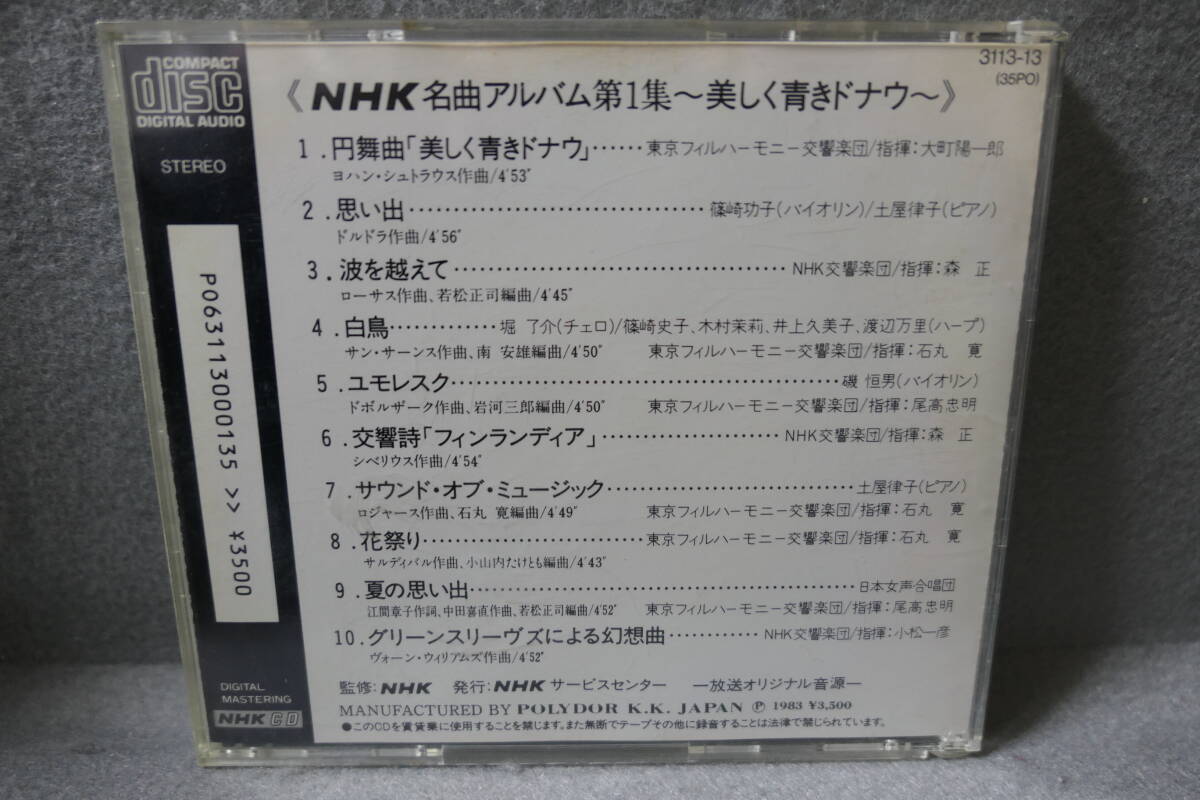 COMPACT
disc
DIGITAL AUDIO
STEREO
P063113000135 >> ¥3500
DIGITAL
MASTERING
NHK CD
3113-13
(35PO)
《NHK名曲アルバム第1集～美しく青きドナウ～》
1.円舞曲「美しく青きドナウ」……東京フィルハーモニー交響楽団/指揮:大町陽一郎
ヨハン・シュトラウス作曲/4'53"
2.思い出……篠崎功子(バイオリン)/土屋律子(ピアノ)
ドルドラ作曲/4'56"
3.波を越えて……NHK交響楽団/指揮:森 正
ローサス作曲、若松正司編曲/4'45"
4.白鳥……堀 了介(チェロ)/篠崎史子、木村茉莉、井上久美子、渡辺万里(ハープ)
サン・サーンス作曲、南 安雄編曲/4'50" 東京フィルハーモニー交響楽団/指揮:石丸 寛
5.ユモレスク……磯 恒男(バイオリン)
ドボルザーク作曲、岩河三郎編曲/4'50" 東京フィルハーモニー交響楽団/指揮:尾高忠明
6.交響詩「フィンランディア」……NHK交響楽団/指揮:森 正
シベリウス作曲/4'54"
7.サウンド・オブ・ミュージック……土屋律子(ピアノ)
ロジャース作曲、石丸 寛編曲/4'49" 東京フィルハーモニー交響楽団/指揮:石丸 寛
8.花祭り……東京フィルハーモニー交響楽団/指揮:石丸 寛
サルディバル作曲、小山内たけとも編曲/4'43"
9.夏の思い出……日本女声合唱団
江間章子作詞、中田喜直作曲、若松正司編曲/4'52" 東京フィルハーモニー交響楽団/指揮:尾高忠明
10.グリーンスリーヴズによる幻想曲……NHK交響楽団/指揮:小松一彦
ヴォーン・ウィリアムズ作曲/4'52"
監修:NHK 発行:NHKサービスセンター ―放送オリジナル音源―
MANUFACTURED BY POLYDOR K.K. JAPAN Ⓟ 1983 ¥3,500
●このCDを賃貸業に使用することを禁じます。また無断でテープその他に録音することは法律で禁じられています。